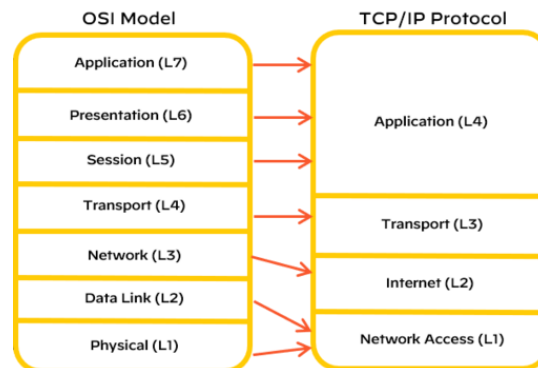 OSI Model
Application (L7)
Presentation (L6)
Session (L5)
Transport (L4)
Network (L3)
Data Link (L2)
Physical (L1)
TCP/IP Protocol
Application (L4)
Transport (L3)
Internet (L2)
Network Access (L1)